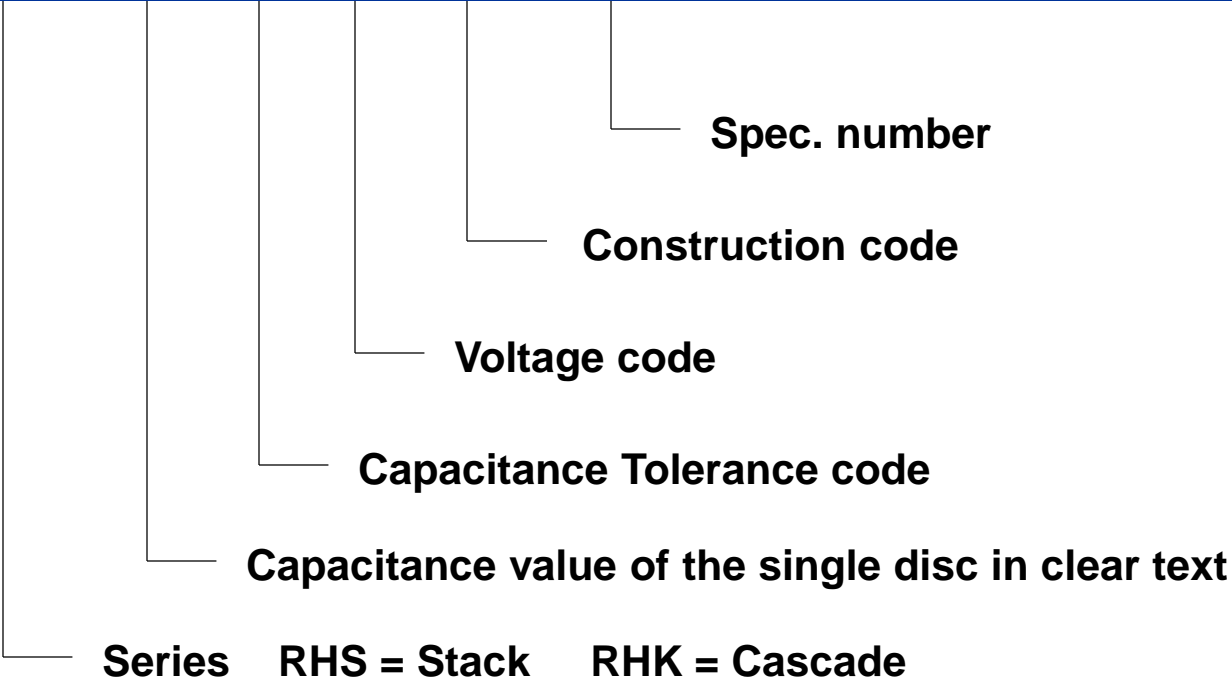 Spec. number
Construction code
Voltage code
Capacitance Tolerance code
Capacitance value of the single disc in clear text
Series RHS = Stack RHK = Cascade